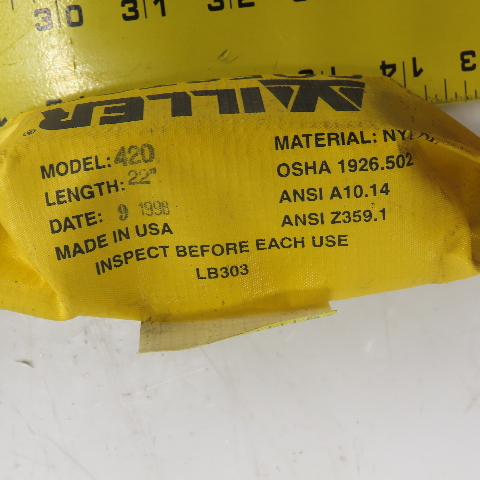 30 31 32
3 14 1
MILLER ®
MODEL: 420
LENGTH: 22"
DATE: 9 1998
MADE IN USA
MATERIAL:
OSHA 1926.502
ANSI A10.14
ANSI Z359.1
INSPECT BEFORE EACH USE
LB303